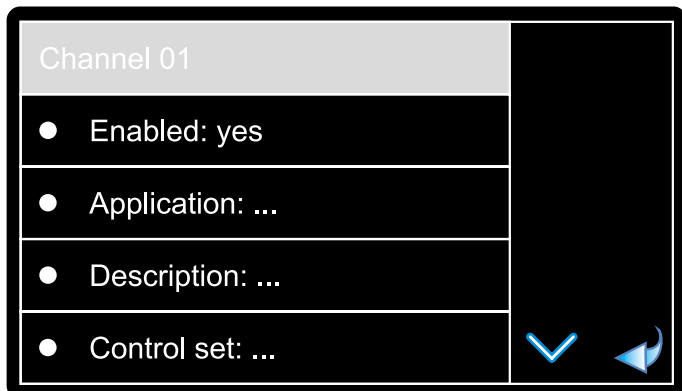 Channel 01
Enabled: yes
Application: ...
Description: ...
Control set: ...